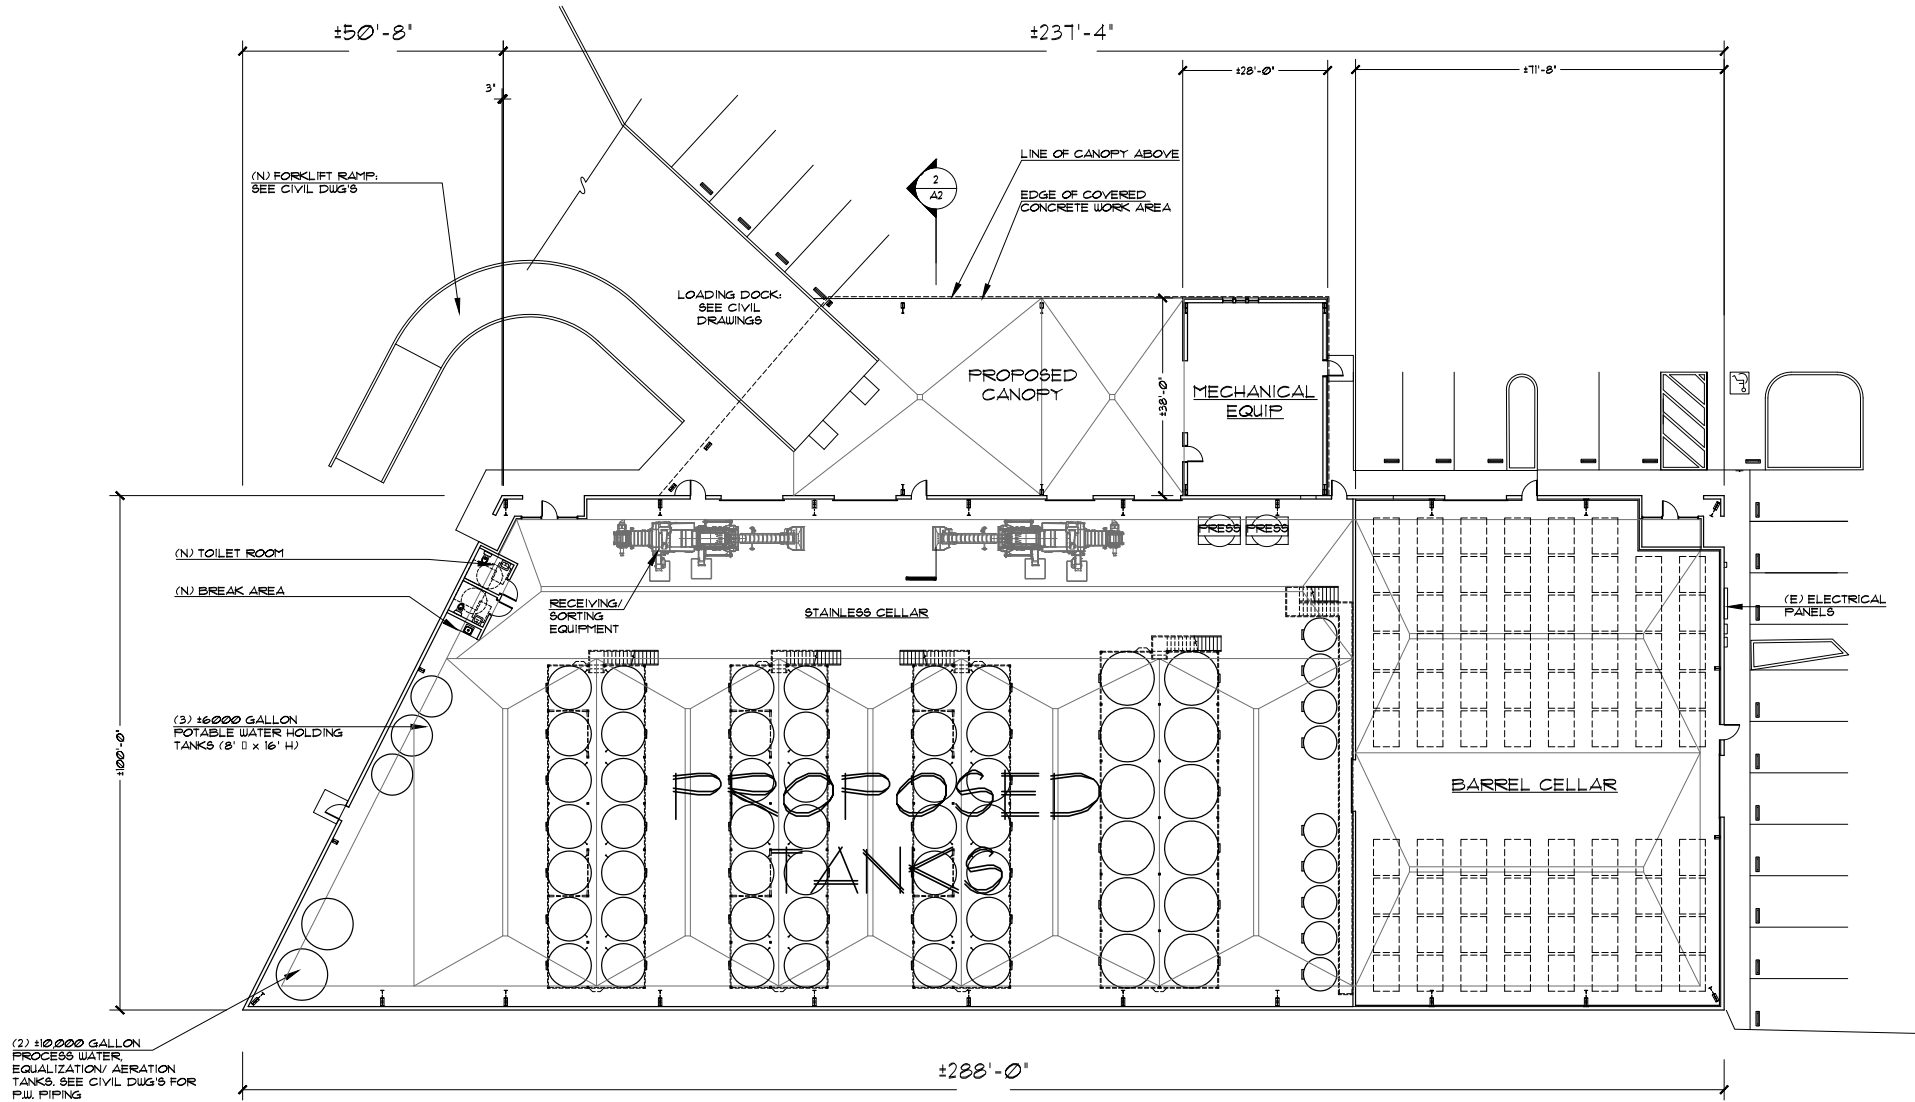 ±50'-8"
±237'-4"
±28'-0"
±71'-8"
3"
LINE OF CANOPY ABOVE
(N) FORKLIFT RAMP:
SEE CIVIL DWG'S
2
A2
EDGE OF COVERED
CONCRETE WORK AREA
LOADING DOCK:
SEE CIVIL
DRAWINGS
PROPOSED
CANOPY
±38'-0"
MECHANICAL
EQUIP
PRESS
PRESS
(N) TOILET ROOM
(N) BREAK AREA
RECEIVING/
SORTING
EQUIPMENT
STAINLESS CELLAR
(E) ELECTRICAL
PANELS
(3) ±6000 GALLON
POTABLE WATER HOLDING
TANKS (8' ▯ x 16' H)
±100'-0"
PROPOSED
TANKS
BARREL CELLAR
(2) ±10,000 GALLON
PROCESS WATER,
EQUALIZATION/ AERATION
TANKS. SEE CIVIL DWG'S FOR
P.W. PIPING
±288'-0"